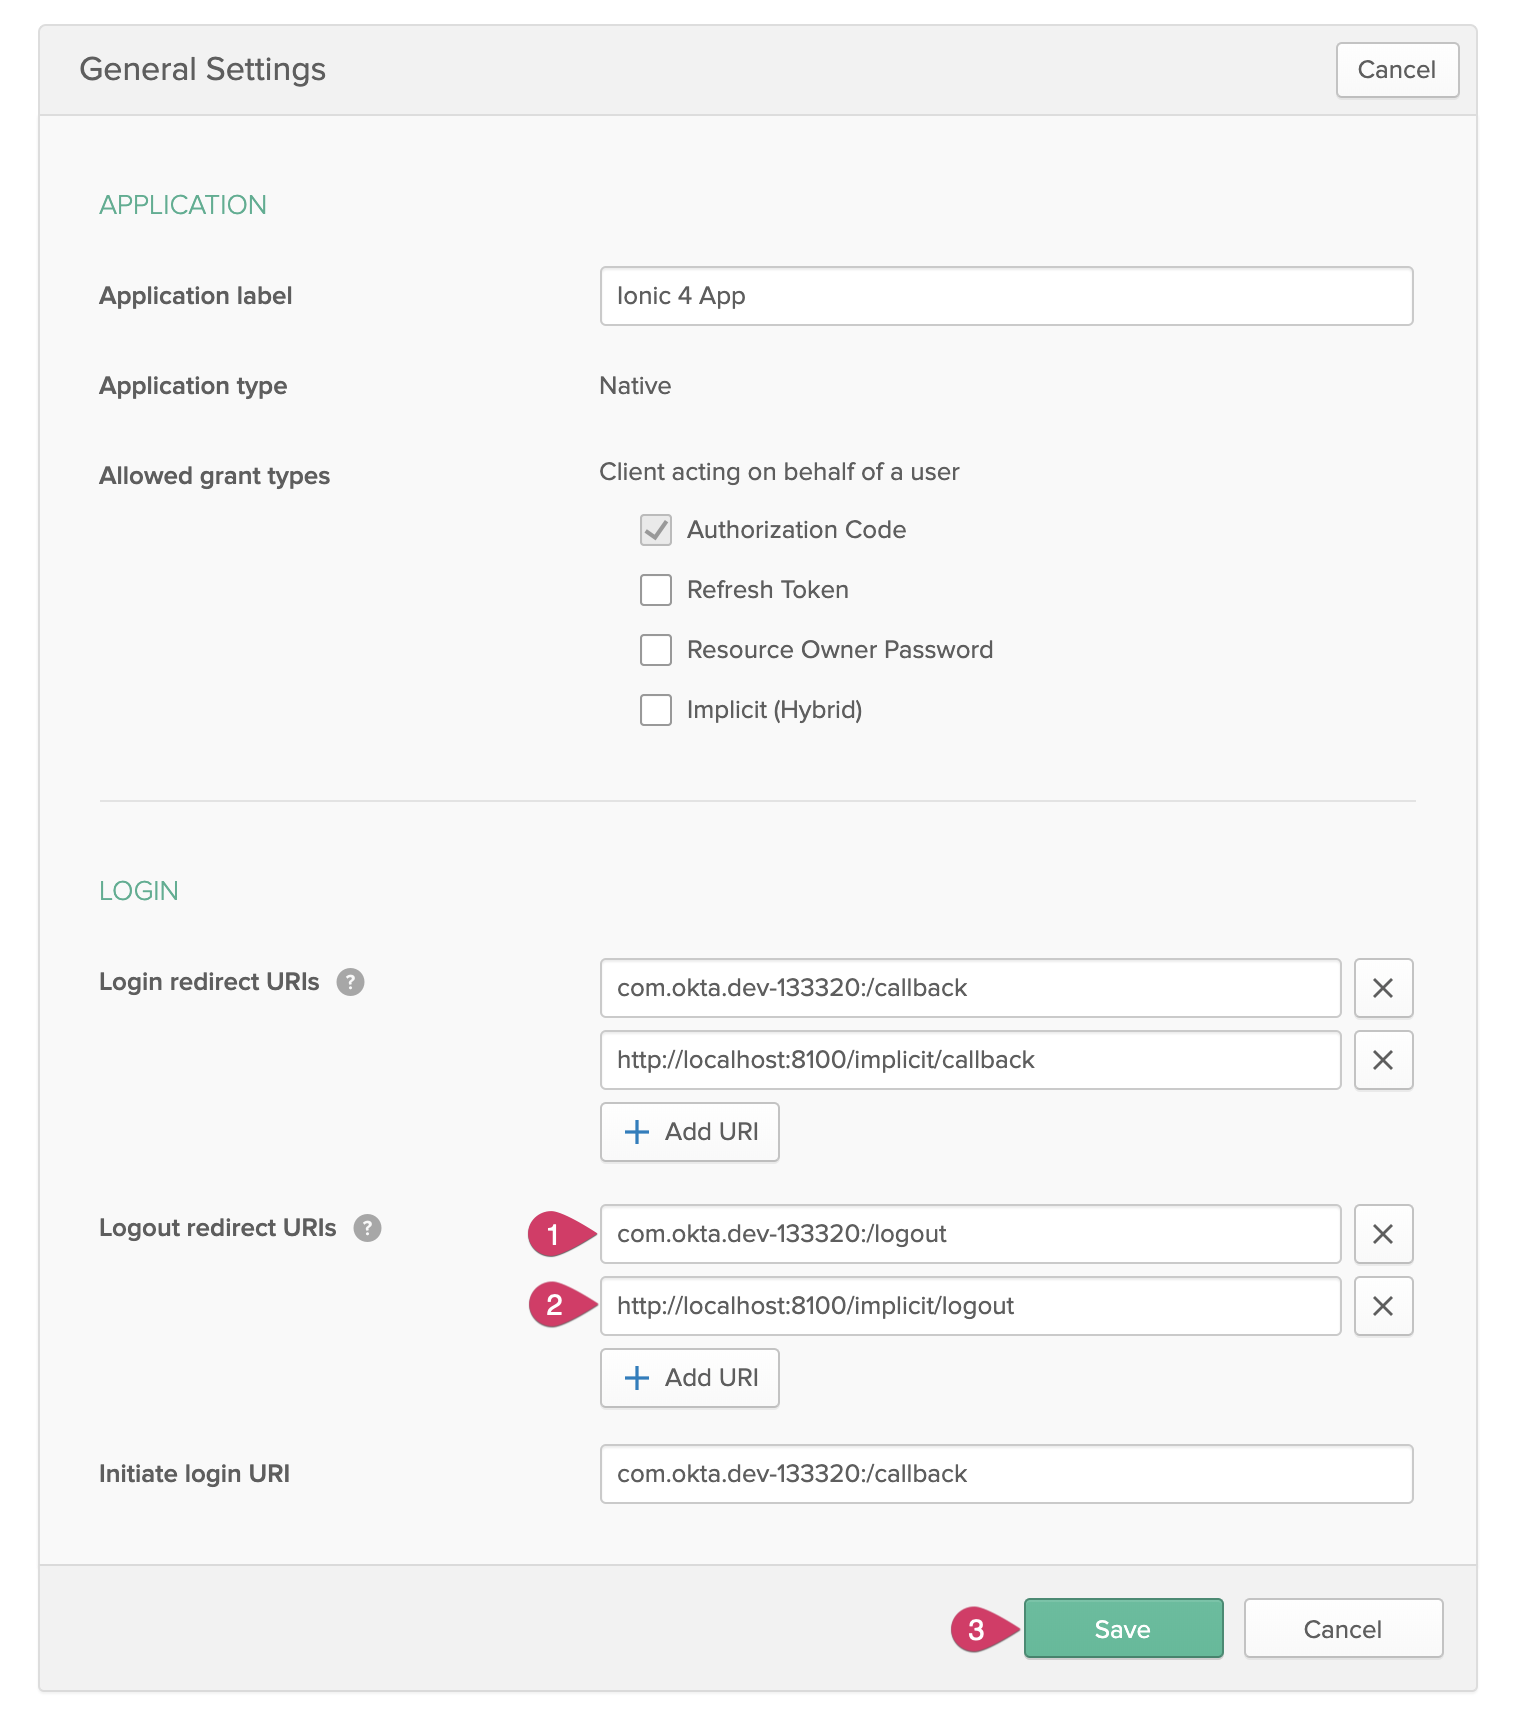 General Settings
Cancel
APPLICATION
Application label
Ionic 4 App
Application type
Native
Allowed grant types
Client acting on behalf of a user
Authorization Code
Refresh Token
Resource Owner Password
Implicit (Hybrid)
LOGIN
Login redirect URIs ?
com.okta.dev-133320:/callback
http://localhost:8100/implicit/callback
+ Add URI
Logout redirect URIs ?
1
com.okta.dev-133320:/logout
2
http://localhost:8100/implicit/logout
+ Add URI
Initiate login URI
com.okta.dev-133320:/callback
3
Save
Cancel